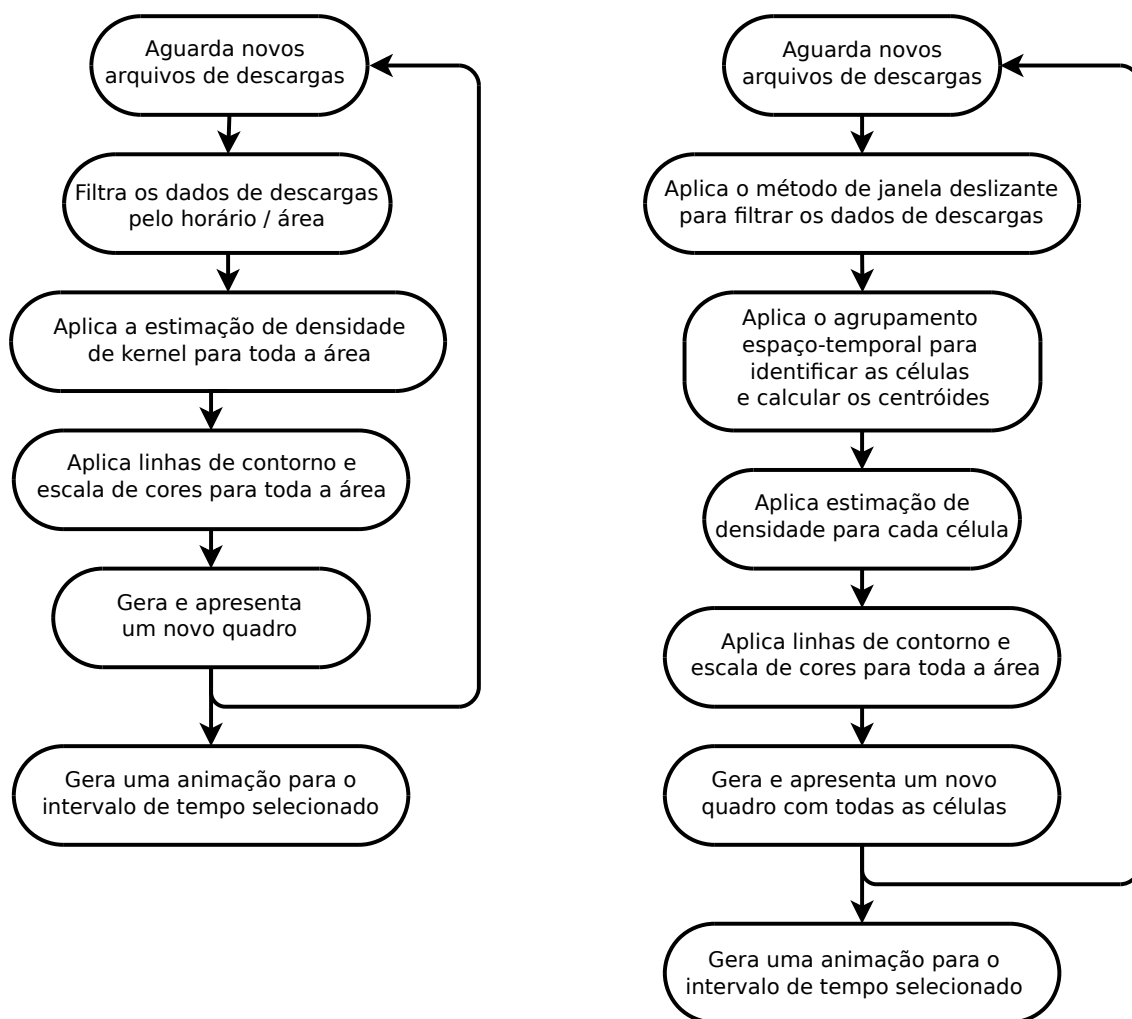 Aguarda novos
arquivos de descargas
Filtra os dados de descargas
pelo horário / área
Aplica a estimação de densidade
de kernel para toda a área
Aplica linhas de contorno e
escala de cores para toda a área
Gera e apresenta
um novo quadro
Gera uma animação para o
intervalo de tempo selecionado
Aguarda novos
arquivos de descargas
Aplica o método de janela deslizante
para filtrar os dados de descargas
Aplica o agrupamento
espaço-temporal para
identificar as células
e calcular os centróides
Aplica estimação de
densidade para cada célula
Aplica linhas de contorno e
escala de cores para toda a área
Gera e apresenta um novo
quadro com todas as células
Gera uma animação para o
intervalo de tempo selecionado